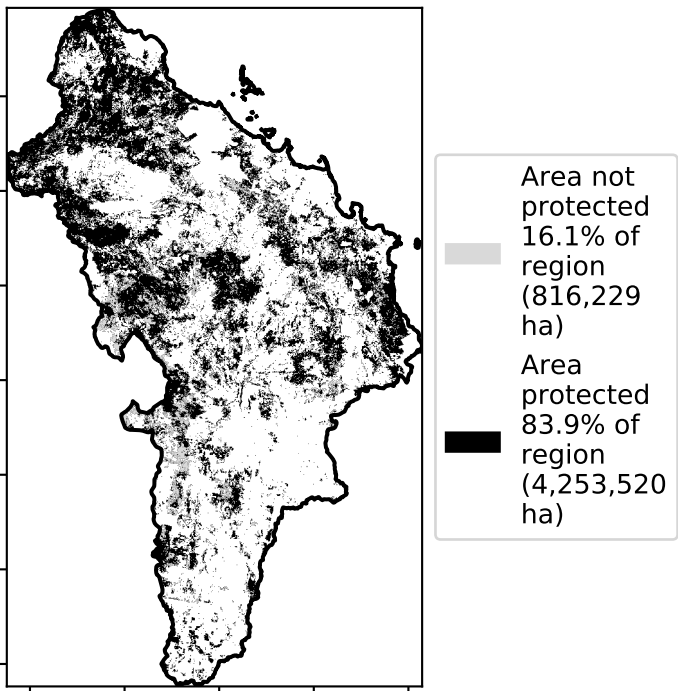 Area not
protected
16.1% of
region
(816,229
ha)
Area
protected
83.9% of
region
(4,253,520
ha)